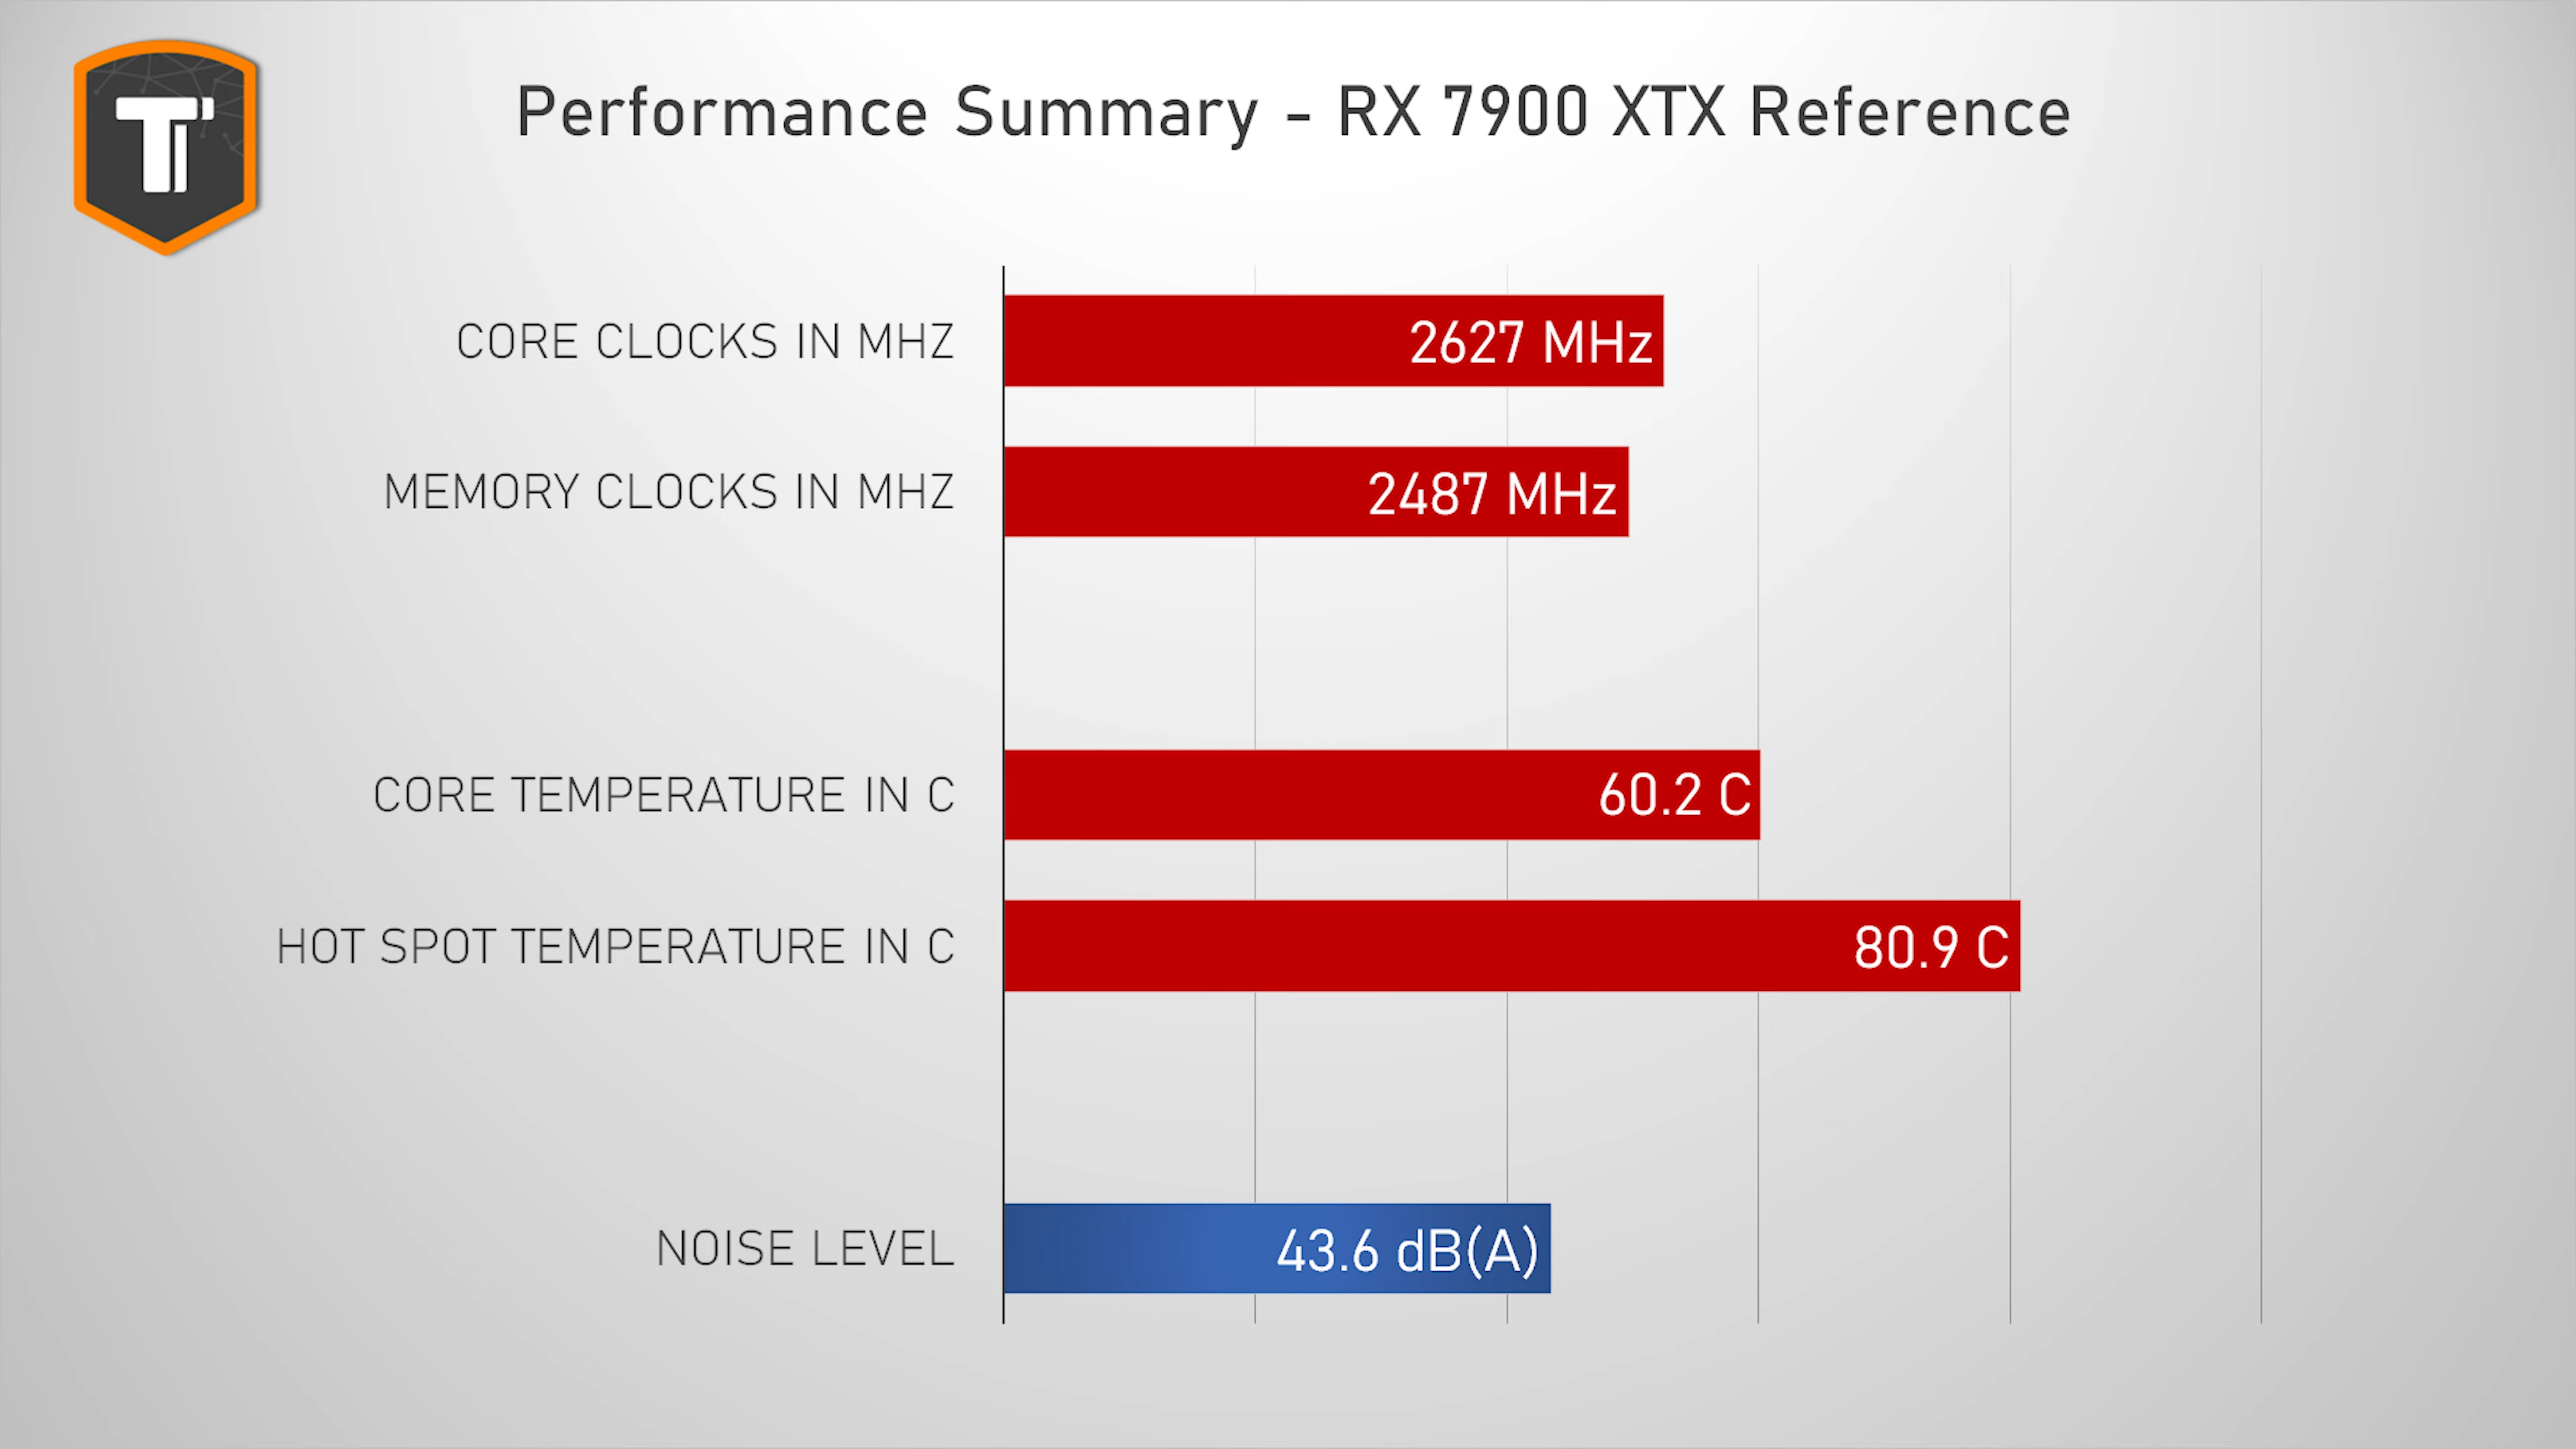 Performance Summary - RX 7900 XTX Reference
CORE CLOCKS IN MHZ
2627 MHz
MEMORY CLOCKS IN MHZ
2487 MHz
CORE TEMPERATURE IN C
60.2 C
HOT SPOT TEMPERATURE IN C
80.9 C
NOISE LEVEL
43.6 dB(A)